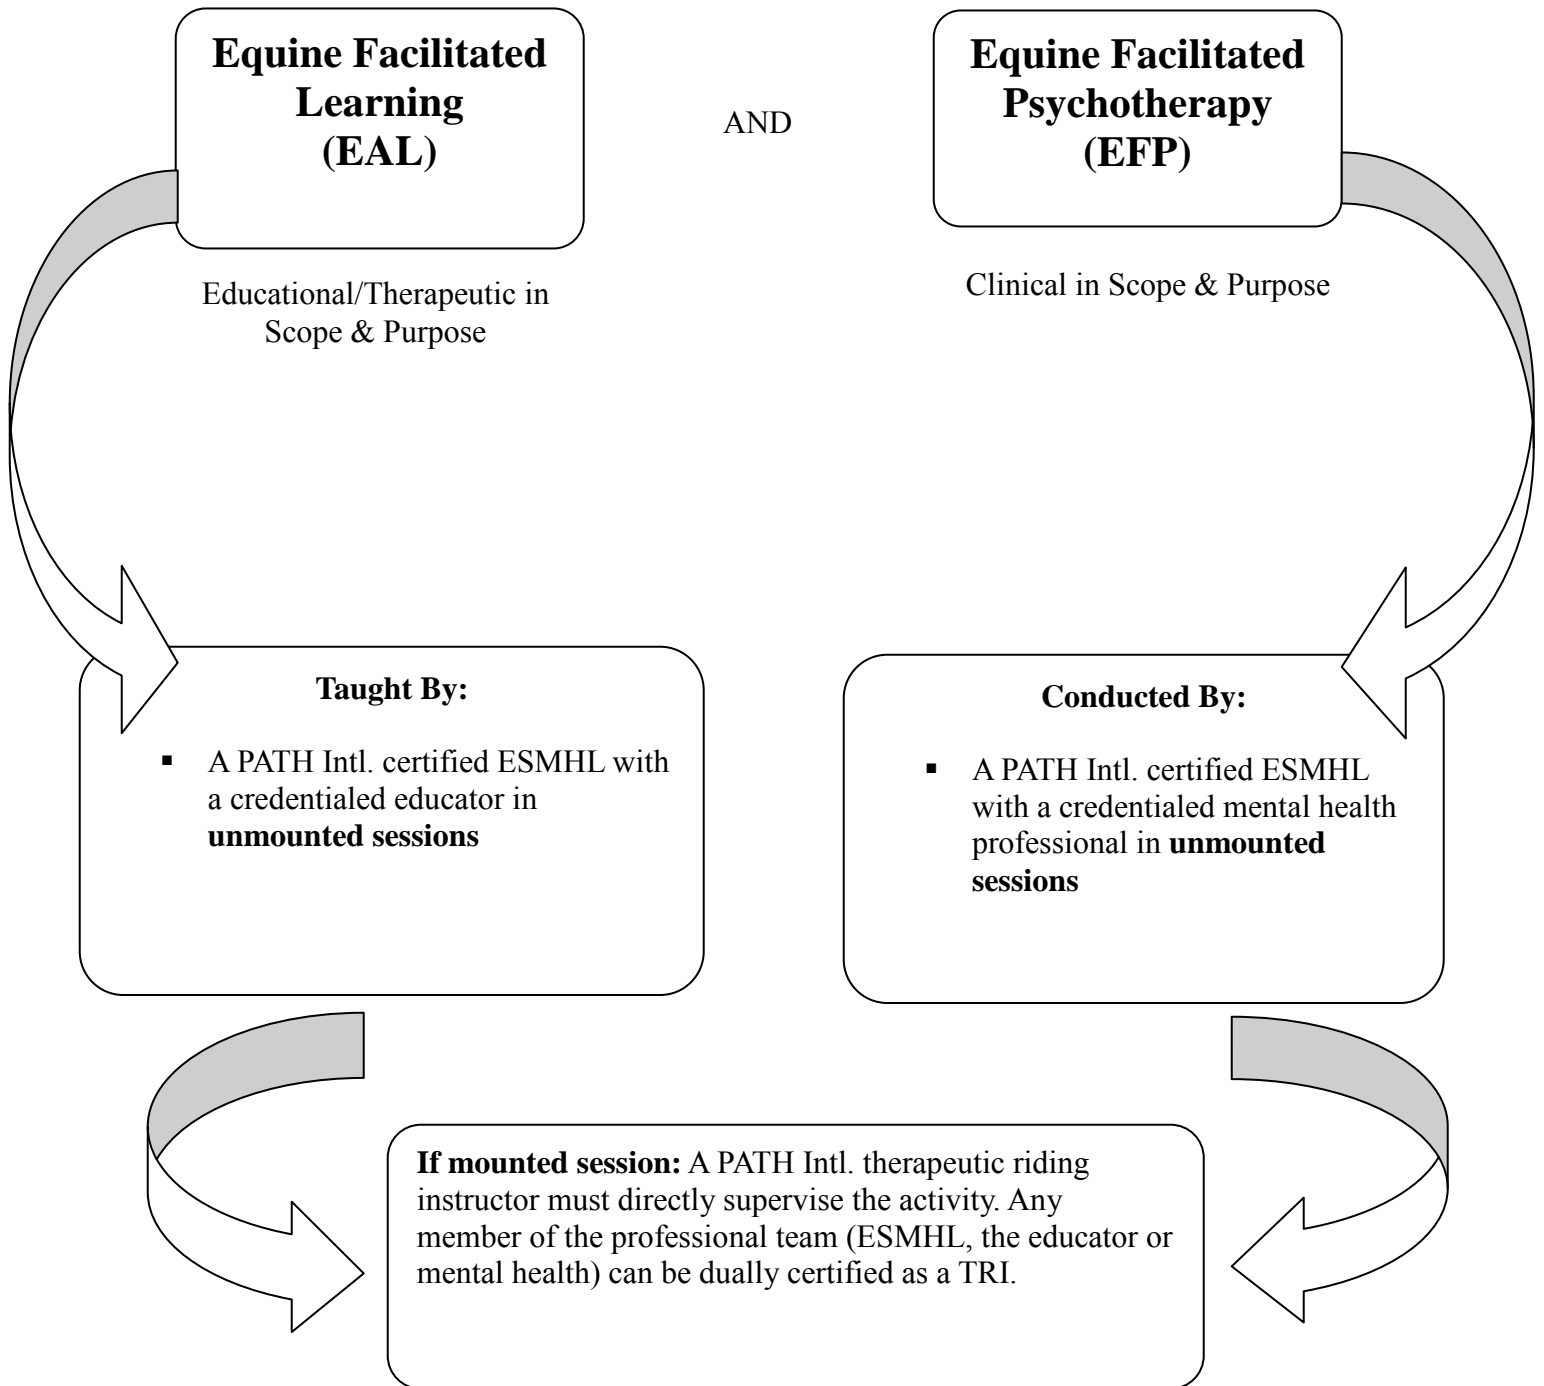 Equine Facilitated
Learning
(EAL)
AND
Equine Facilitated
Psychotherapy
(EFP)
Educational/Therapeutic in
Scope & Purpose
Clinical in Scope & Purpose
Taught By:
▪ A PATH Intl. certified ESMHL with
a credentialed educator in
unmounted sessions
Conducted By:
▪ A PATH Intl. certified ESMHL
with a credentialed mental health
professional in unmounted
sessions
If mounted session: A PATH Intl. therapeutic riding
instructor must directly supervise the activity. Any
member of the professional team (ESMHL, the educator or
mental health) can be dually certified as a TRI.